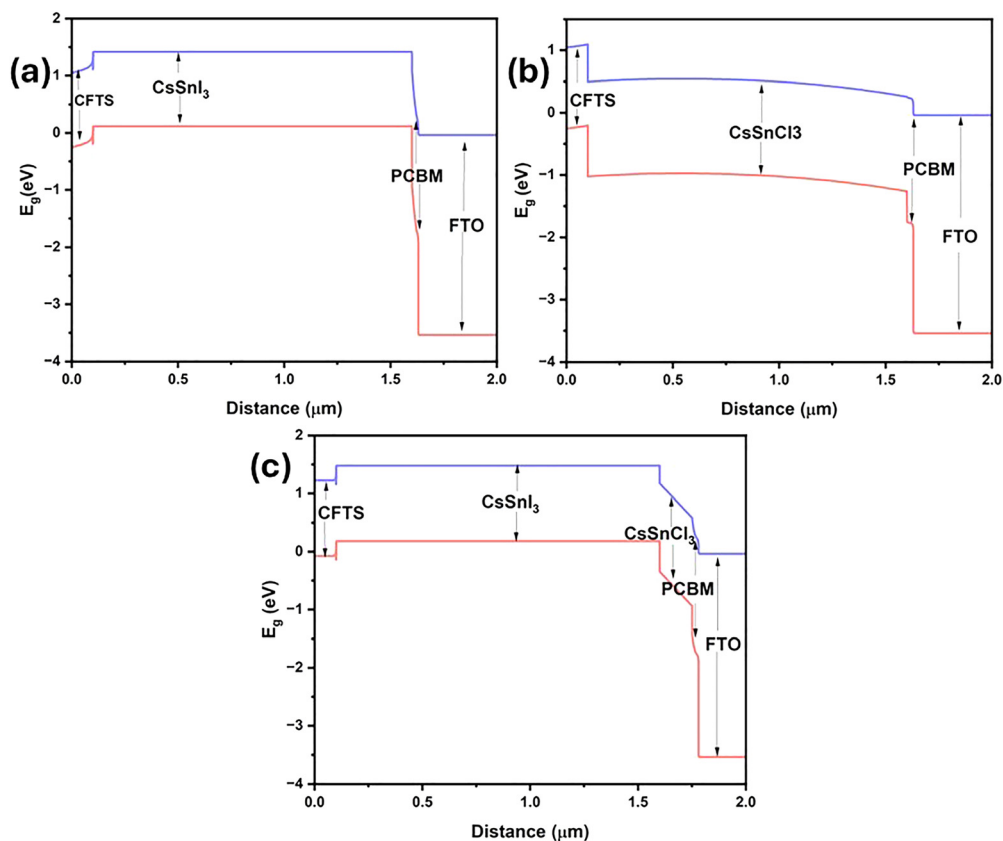 (a)
E_g(eV)
2
1
0
−1
−2
−3
−4
CFTS
CsSnI₃
PCBM
FTO
0.0 0.5 1.0 1.5 2.0
Distance (μm)
(b)
E_g (eV)
1
0
−1
−2
−3
−4
CFTS
CsSnCl3
PCBM
FTO
0.0 0.5 1.0 1.5 2.0
Distance (μm)
(c)
E_g (eV)
2
1
0
−1
−2
−3
−4
CFTS
CsSnI₃
CsSnCl₃
PCBM
FTO
0.0 0.5 1.0 1.5 2.0
Distance (μm)